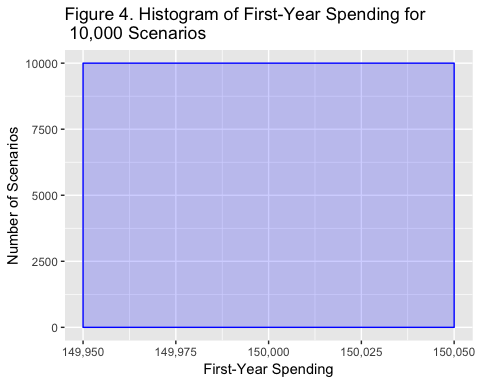 Figure 4. Histogram of First-Year Spending for
10,000 Scenarios
Number of Scenarios
10000
7500
5000
2500
0
149,950 149,975 150,000 150,025 150,050
First-Year Spending